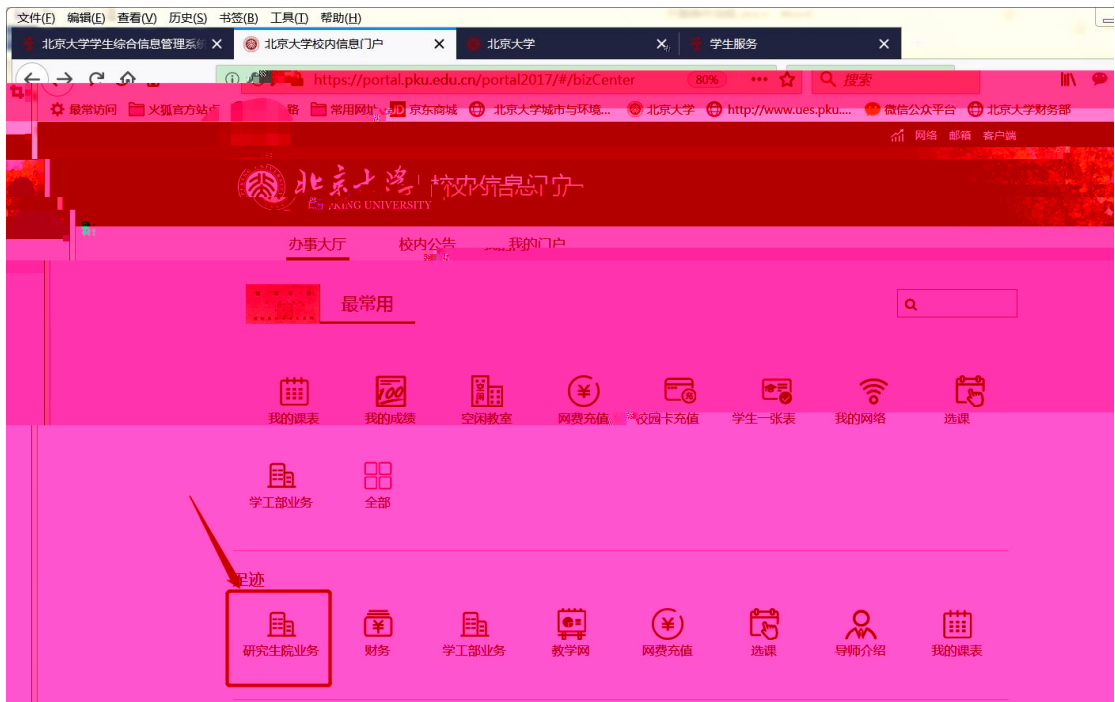 文件(F) 编辑(E) 查看(V) 历史(S) 书签(B) 工具(T) 帮助(H)
北京大学学生综合信息管理系统 北京大学校内信息门户 北京大学 学生服务
https://portal.pku.edu.cn/portal2017/#/bizCenter 80% 搜索
最常访问 火狐官方站点 常用网址 JD 京东商城 北京大学城市与环境... 北京大学 http://www.ues.pku.... 微信公众平台 北京大学财务部
网络 邮箱 客户端
北京大学 校内信息门户
PEKING UNIVERSITY
办事大厅 校内公告 我的门户
最常用
我的课表 我的成绩 空闲教室 网费充值 校园卡充值 学生一张表 我的网络 选课
学工部业务 全部
足迹
研究生院业务 财务 学工部业务 教学网 网费充值 选课 导师介绍 我的课表